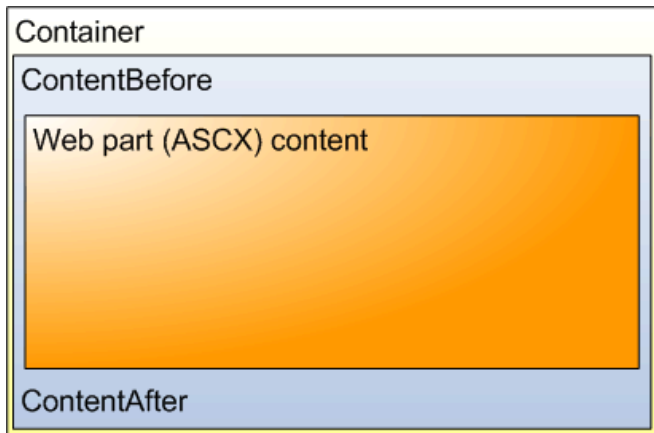 Container
ContentBefore
Web part (ASCX) content
ContentAfter